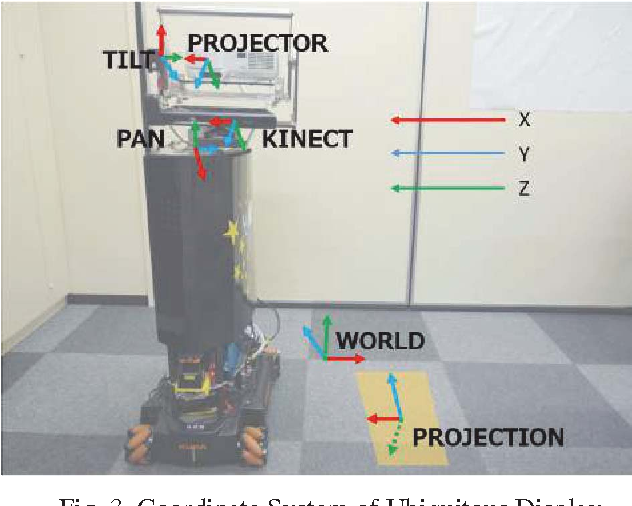 PROJECTOR
TILT
X
PAN
KINECT
Y
Z
WORLD
PROJECTION
Fig. 3. Coordinate System of Ubiquitous Display